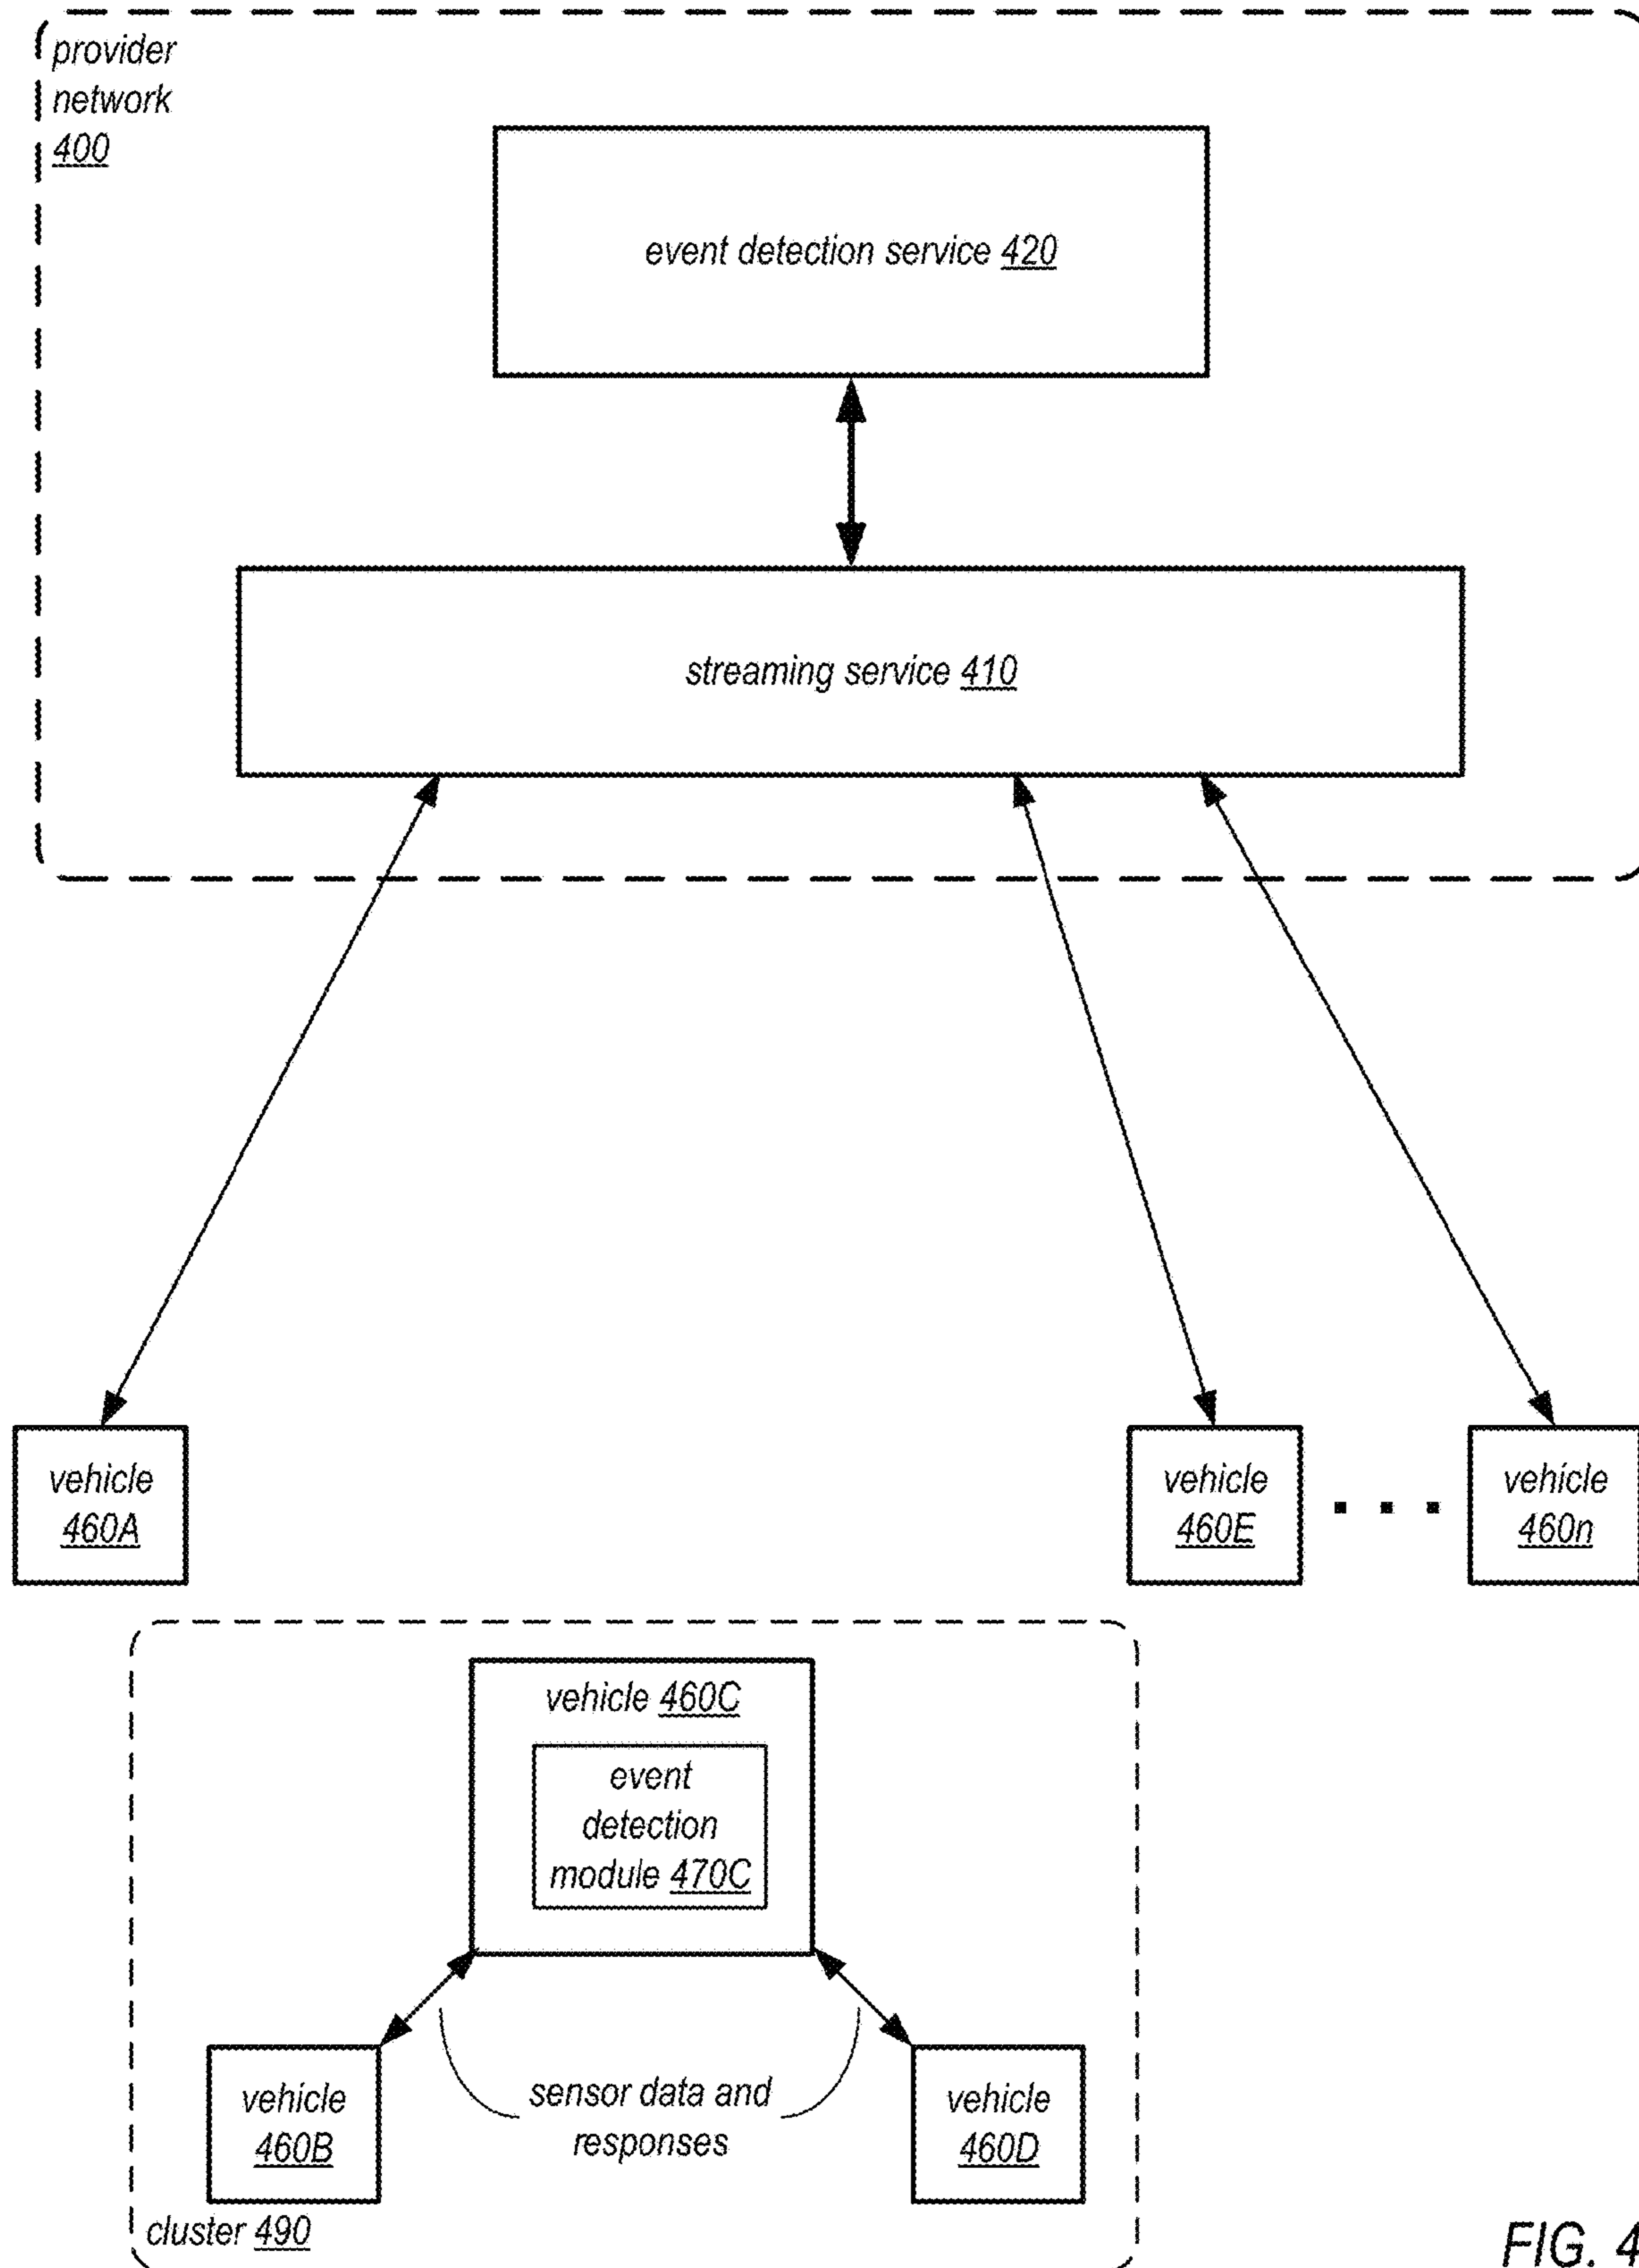 provider
network
400
event detection service 420
streaming service 410
vehicle
460A
vehicle
460E
vehicle
460n
vehicle 460C
event
detection
module 470C
vehicle
460B
sensor data and
responses
vehicle
460D
cluster 490
FIG. 4